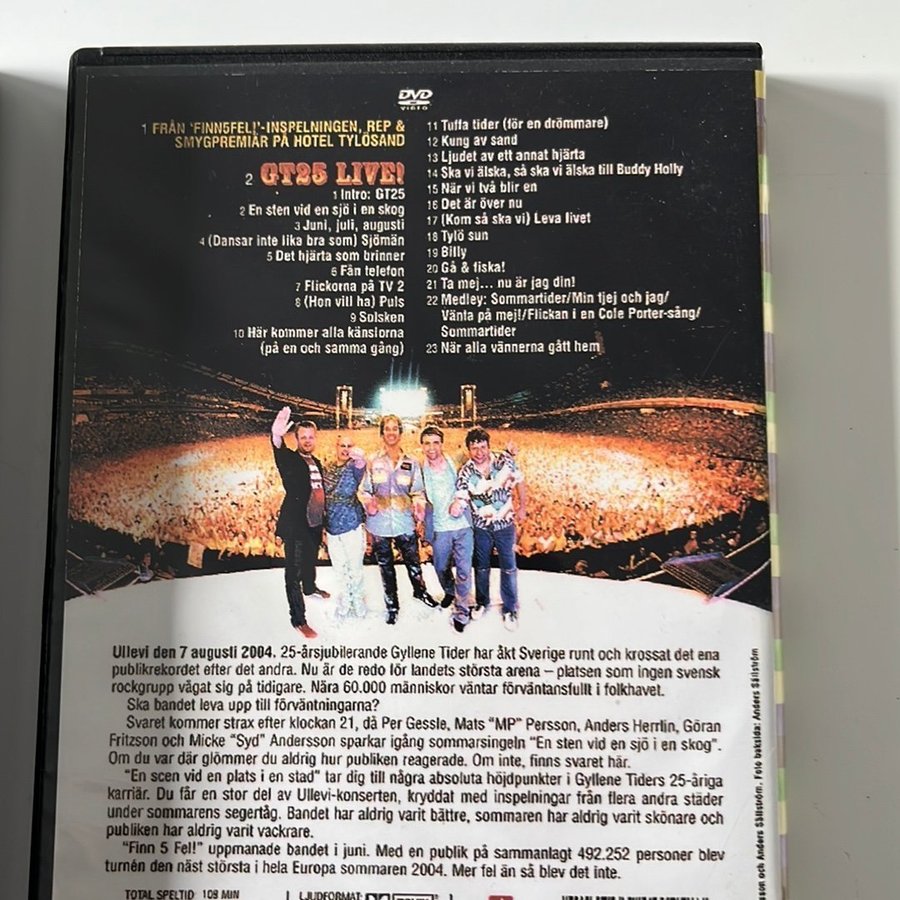 DVD
VIDEO
1 FRÅN 'FINN5FEL!'-INSPELNINGEN, REP &
SMYGPREMIÄR PÅ HOTEL TYLÖSAND
2 GT25 LIVE!
1 Intro: GT25
2 En sten vid en sjö i en skog
3 Juni, juli, augusti
4 (Dansar inte lika bra som) Sjömän
5 Det hjärta som brinner
6 Fån telefon
7 Flickorna på TV 2
8 (Hon vill ha) Puls
9 Solsken
10 Här kommer alla känslorna
(på en och samma gång)
11 Tuffa tider (för en drömmare)
12 Kung av sand
13 Ljudet av ett annat hjärta
14 Ska vi älska, så ska vi älska till Buddy Holly
15 När vi två blir en
16 Det är över nu
17 (Kom så ska vi) Leva livet
18 Tylö sun
19 Billy
20 Gå & fiska!
21 Ta mej... nu är jag din!
22 Medley: Sommartider/Min tjej och jag/
Vänta på mej!/Flickan i en Cole Porter-sång/
Sommartider
23 När alla vännerna gått hem
Ullevi den 7 augusti 2004. 25-årsjubilerande Gyllene Tider har åkt Sverige runt och krossat det ena
publikrekordet efter det andra. Nu är de redo för landets största arena – platsen som ingen svensk
rockgrupp vågat sig på tidigare. Nära 60.000 människor väntar förväntansfullt i folkhavet.
Ska bandet leva upp till förväntningarna?
Svaret kommer strax efter klockan 21, då Per Gessle, Mats "MP" Persson, Anders Herrlin, Göran
Fritzson och Micke "Syd" Andersson sparkar igång sommarsingeln "En sten vid en sjö i en skog".
Om du var där glömmer du aldrig hur publiken reagerade. Om inte, finns svaret här.
"En scen vid en plats i en stad" tar dig till några absoluta höjdpunkter i Gyllene Tiders 25-åriga
karriär. Du får en stor del av Ullevi-konserten, kryddat med inspelningar från flera andra städer
under sommarens segertåg. Bandet har aldrig varit bättre, sommaren har aldrig varit skönare och
publiken har aldrig varit vackrare.
"Finn 5 Fel!" uppmanade bandet i juni. Med en publik på sammanlagt 492.252 personer blev
turnén den näst största i hela Europa sommaren 2004. Mer fel än så blev det inte.
TOTAL SPELTID 108 MIN
LJUDFORMAT:
sson och Anders Sällström. Foto baksida: Anders Sällström